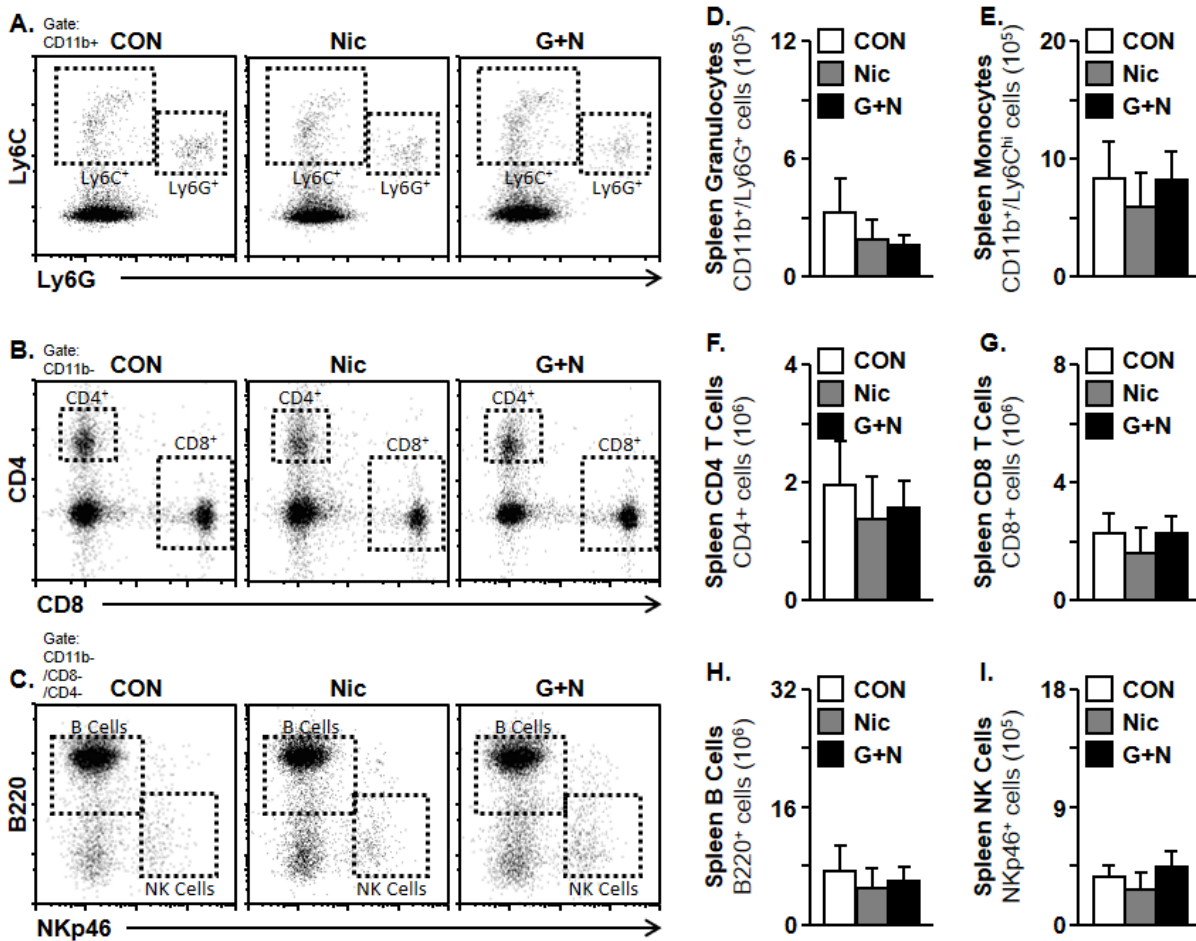 A. Gate:
CD11b+
CON
Nic
G+N
Ly6C
Ly6C⁺
Ly6G⁺
Ly6C⁺
Ly6G⁺
Ly6C⁺
Ly6G⁺
Ly6G
B. Gate:
CD11b-
CON
Nic
G+N
CD4
CD4⁺
CD8⁺
CD4⁺
CD8⁺
CD4⁺
CD8⁺
CD8
C. Gate:
CD11b-
/CD8-
/CD4-
CON
Nic
G+N
B220
B Cells
NK Cells
B Cells
NK Cells
B Cells
NK Cells
NKp46
D.
Spleen Granulocytes
CD11b⁺/Ly6G⁺ cells (10⁵)
12
6
0
CON
Nic
G+N
E.
Spleen Monocytes
CD11b⁺/Ly6Cʰⁱ cells (10⁵)
20
10
0
CON
Nic
G+N
F.
Spleen CD4 T Cells
CD4+ cells (10⁶)
4
2
0
CON
Nic
G+N
G.
Spleen CD8 T Cells
CD8+ cells (10⁶)
8
4
0
CON
Nic
G+N
H.
Spleen B Cells
B220⁺ cells (10⁶)
32
16
0
CON
Nic
G+N
I.
Spleen NK Cells
NKp46⁺ cells (10⁵)
18
9
0
CON
Nic
G+N